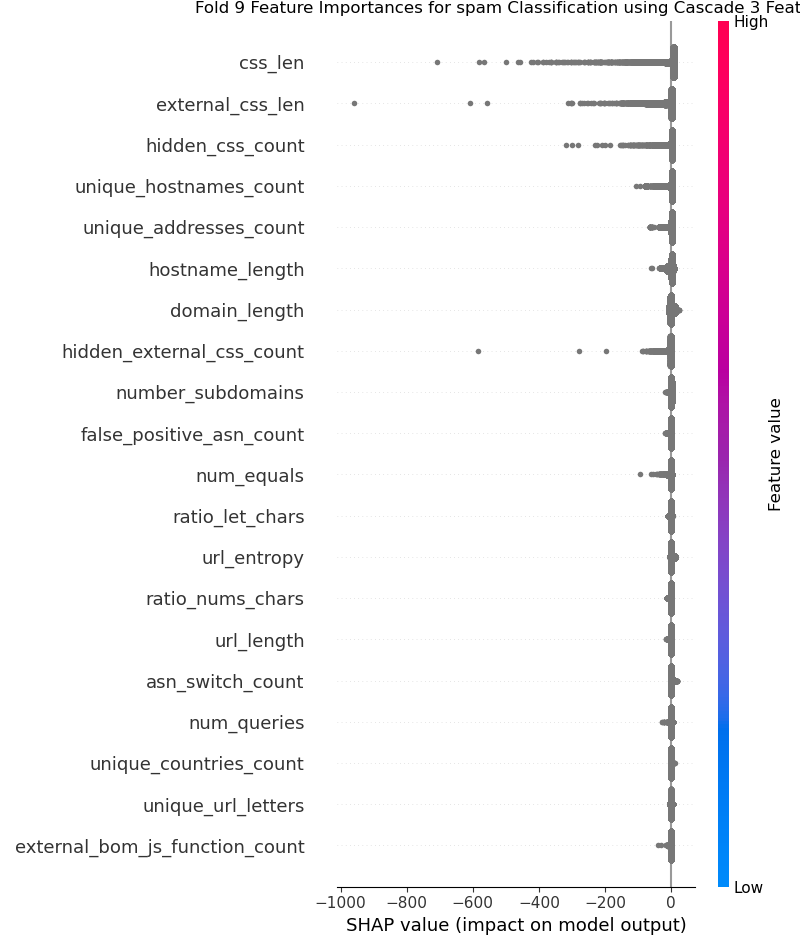 Fold 9 Feature Importances for spam Classification using Cascade 3 Feat
High
css_len
external_css_len
hidden_css_count
unique_hostnames_count
unique_addresses_count
hostname_length
domain_length
hidden_external_css_count
number_subdomains
false_positive_asn_count
num_equals
ratio_let_chars
url_entropy
ratio_nums_chars
url_length
asn_switch_count
num_queries
unique_countries_count
unique_url_letters
external_bom_js_function_count
Feature value
Low
−1000 −800 −600 −400 −200 0
SHAP value (impact on model output)